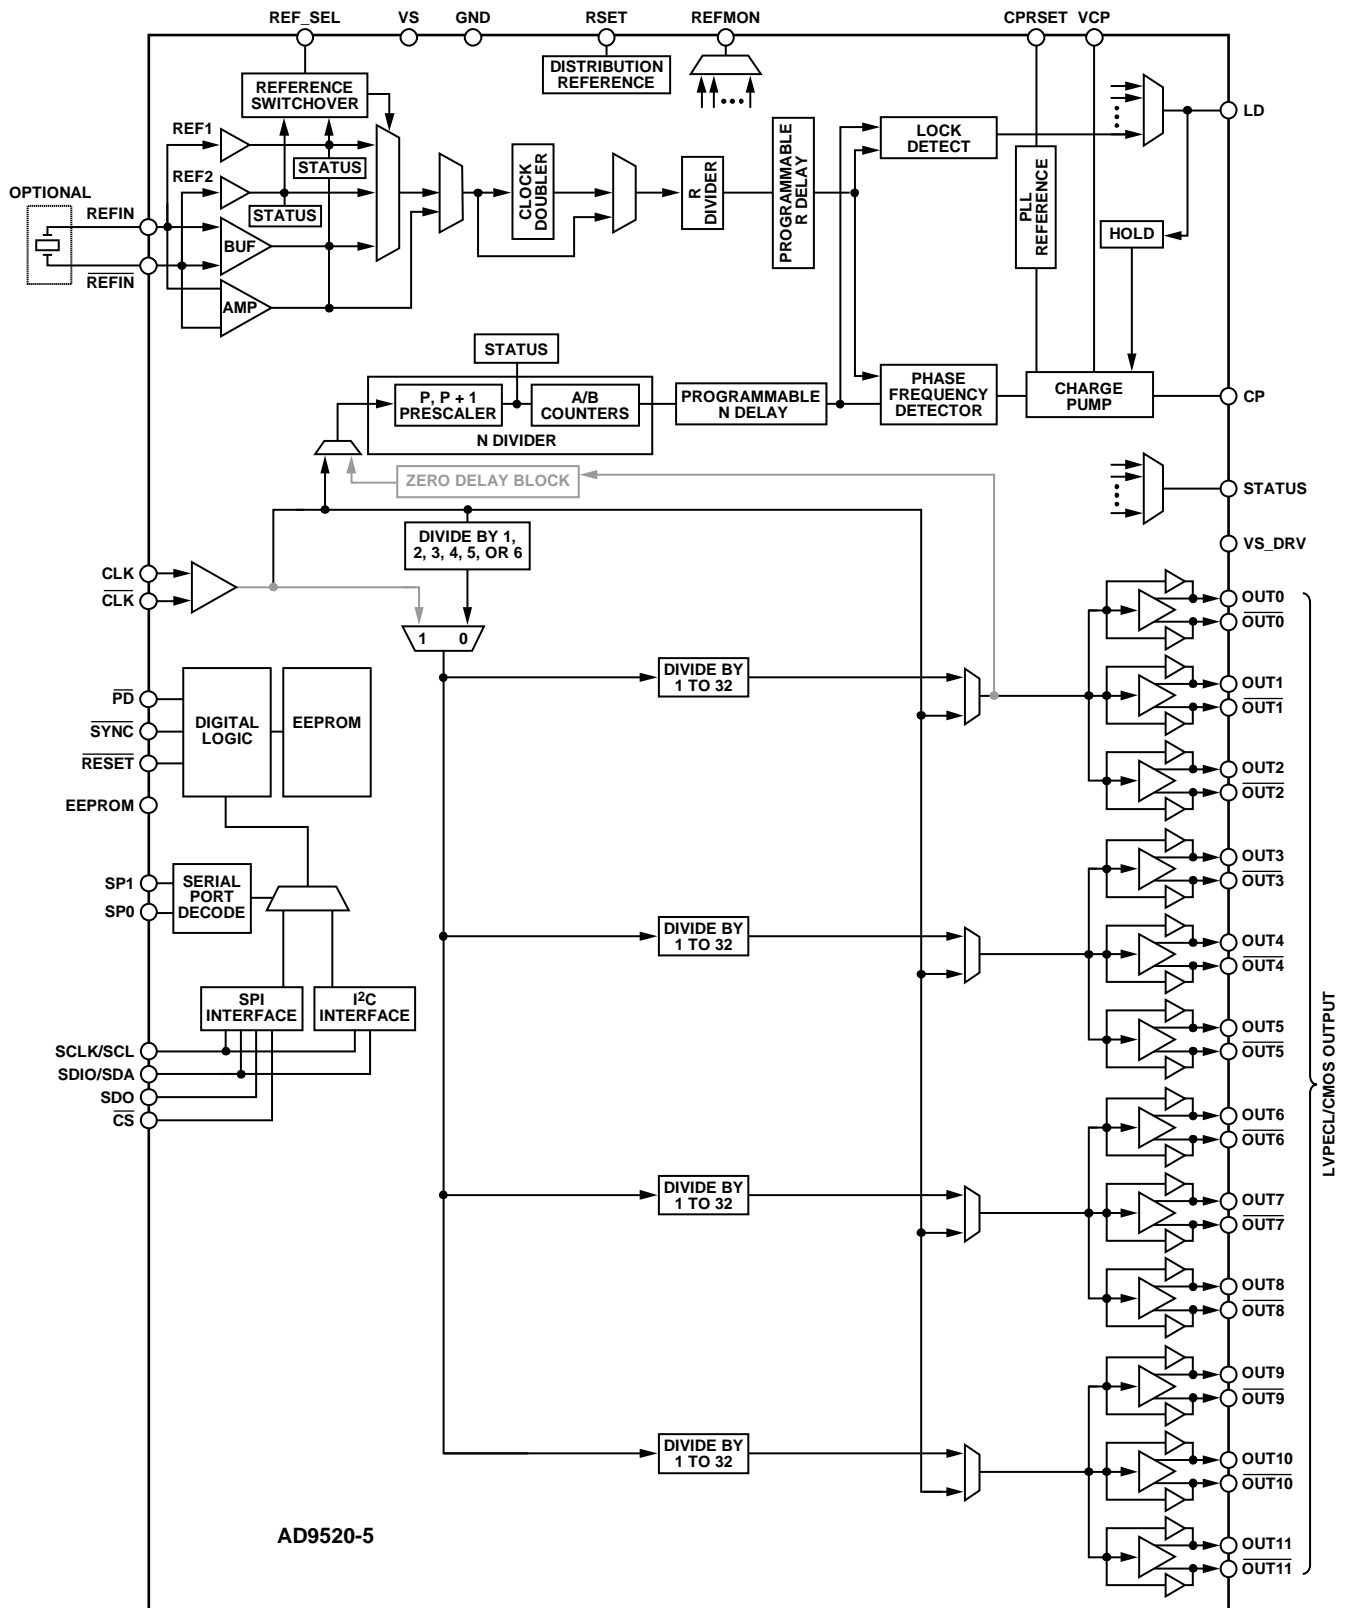 REF_SEL
VS
GND
RSET
REFMON
CPRSET
VCP
REFERENCE
SWITCHOVER
DISTRIBUTION
REFERENCE
REF1
REF2
STATUS
STATUS
BUF
AMP
OPTIONAL
REFIN
REFIN
CLOCK
DOUBLER
R
DIVIDER
PROGRAMMABLE
R DELAY
LOCK
DETECT
PLL
REFERENCE
HOLD
LD
STATUS
P, P + 1
PRESCALER
A/B
COUNTERS
N DIVIDER
PROGRAMMABLE
N DELAY
PHASE
FREQUENCY
DETECTOR
CHARGE
PUMP
CP
ZERO DELAY BLOCK
STATUS
VS_DRV
DIVIDE BY 1,
2, 3, 4, 5, OR 6
CLK
CLK
1 0
PD
SYNC
RESET
EEPROM
DIGITAL
LOGIC
EEPROM
SP1
SP0
SERIAL
PORT
DECODE
SPI
INTERFACE
I²C
INTERFACE
SCLK/SCL
SDIO/SDA
SDO
CS
DIVIDE BY
1 TO 32
DIVIDE BY
1 TO 32
DIVIDE BY
1 TO 32
DIVIDE BY
1 TO 32
OUT0
OUT0
OUT1
OUT1
OUT2
OUT2
OUT3
OUT3
OUT4
OUT4
OUT5
OUT5
OUT6
OUT6
OUT7
OUT7
OUT8
OUT8
OUT9
OUT9
OUT10
OUT10
OUT11
OUT11
LVPECL/CMOS OUTPUT
AD9520-5